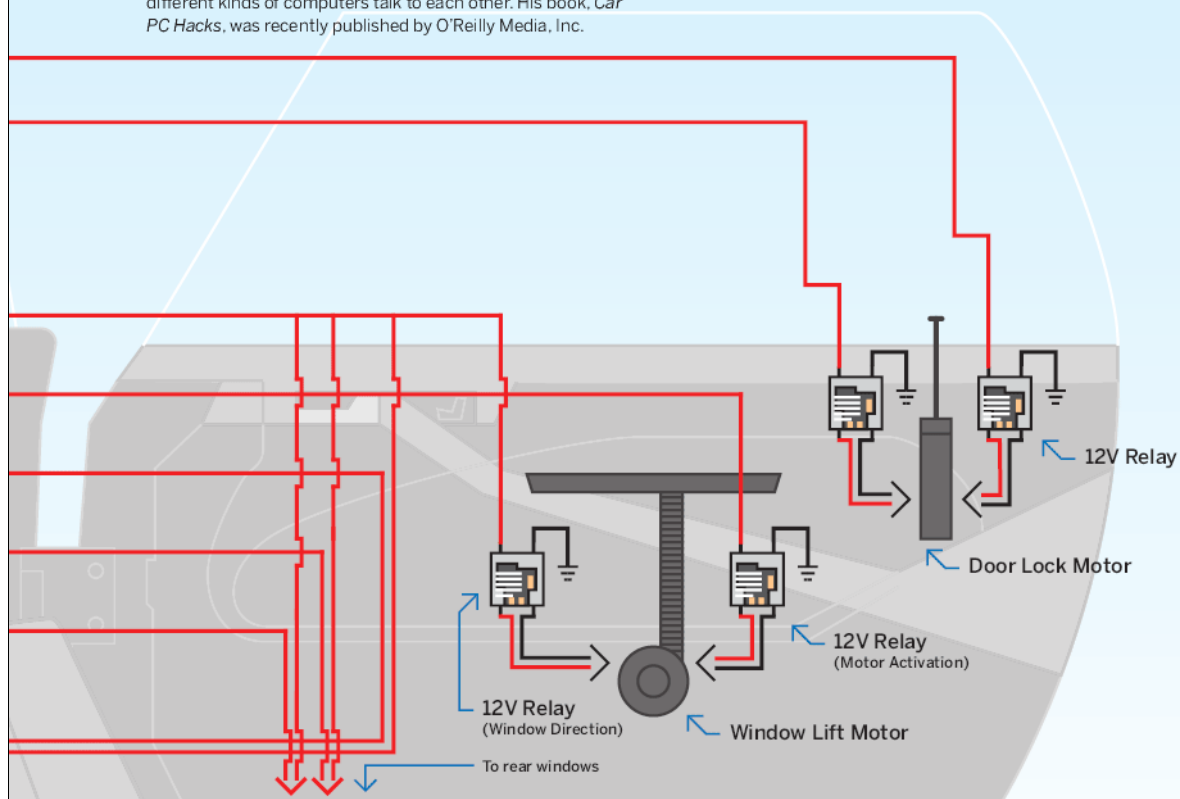 different kinds of computers talk to each other. His book, Car
PC Hacks, was recently published by O'Reilly Media, Inc.
12V Relay
Door Lock Motor
12V Relay
(Motor Activation)
12V Relay
(Window Direction)
Window Lift Motor
To rear windows